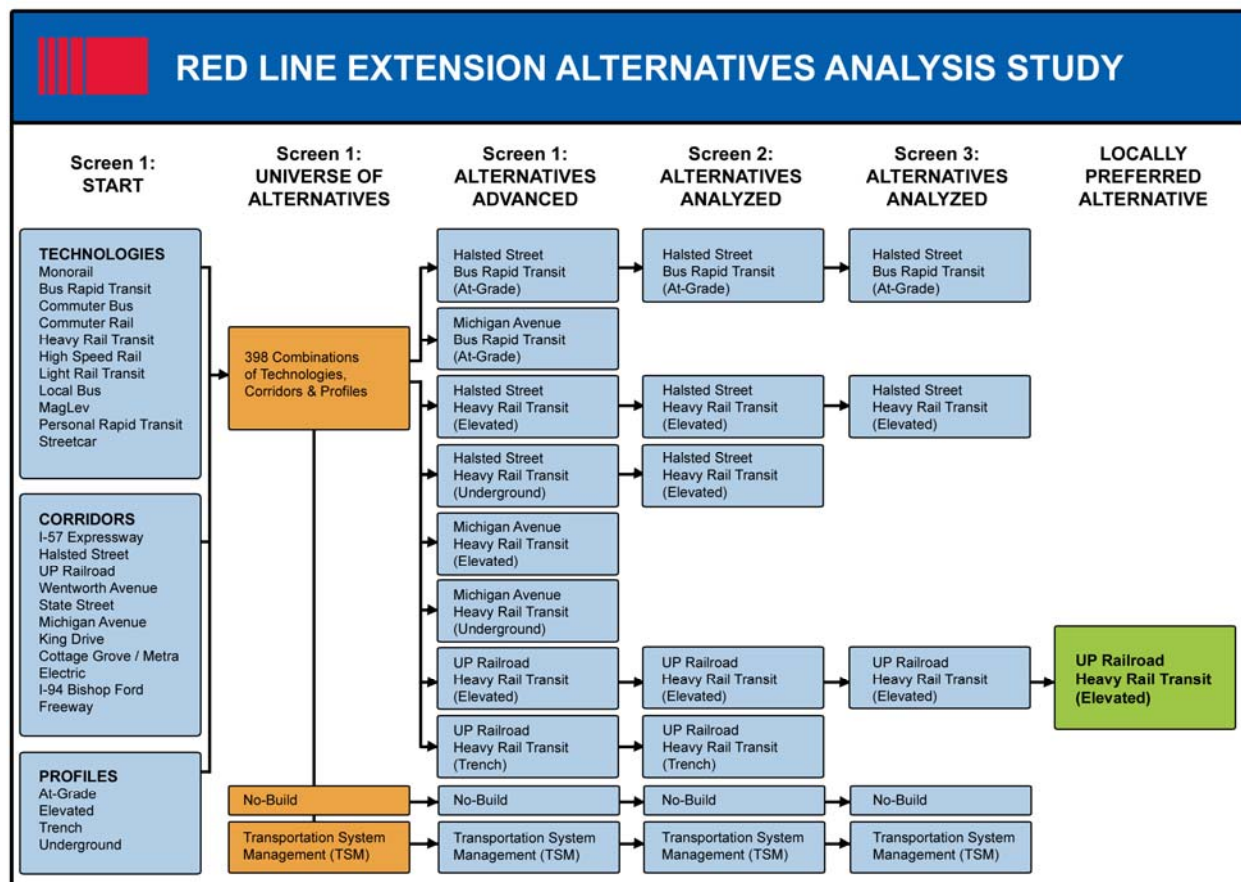 RED LINE EXTENSION ALTERNATIVES ANALYSIS STUDY
Screen 1:
START
Screen 1:
UNIVERSE OF
ALTERNATIVES
Screen 1:
ALTERNATIVES
ADVANCED
Screen 2:
ALTERNATIVES
ANALYZED
Screen 3:
ALTERNATIVES
ANALYZED
LOCALLY
PREFERRED
ALTERNATIVE
TECHNOLOGIES
Monorail
Bus Rapid Transit
Commuter Bus
Commuter Rail
Heavy Rail Transit
High Speed Rail
Light Rail Transit
Local Bus
MagLev
Personal Rapid Transit
Streetcar
CORRIDORS
I-57 Expressway
Halsted Street
UP Railroad
Wentworth Avenue
State Street
Michigan Avenue
King Drive
Cottage Grove / Metra
Electric
I-94 Bishop Ford
Freeway
PROFILES
At-Grade
Elevated
Trench
Underground
398 Combinations
of Technologies,
Corridors & Profiles
No-Build
Transportation System
Management (TSM)
Halsted Street
Bus Rapid Transit
(At-Grade)
Michigan Avenue
Bus Rapid Transit
(At-Grade)
Halsted Street
Heavy Rail Transit
(Elevated)
Halsted Street
Heavy Rail Transit
(Underground)
Michigan Avenue
Heavy Rail Transit
(Elevated)
Michigan Avenue
Heavy Rail Transit
(Underground)
UP Railroad
Heavy Rail Transit
(Elevated)
UP Railroad
Heavy Rail Transit
(Trench)
No-Build
Transportation System
Management (TSM)
Halsted Street
Bus Rapid Transit
(At-Grade)
Halsted Street
Heavy Rail Transit
(Elevated)
Halsted Street
Heavy Rail Transit
(Elevated)
UP Railroad
Heavy Rail Transit
(Elevated)
UP Railroad
Heavy Rail Transit
(Trench)
No-Build
Transportation System
Management (TSM)
Halsted Street
Bus Rapid Transit
(At-Grade)
Halsted Street
Heavy Rail Transit
(Elevated)
UP Railroad
Heavy Rail Transit
(Elevated)
No-Build
Transportation System
Management (TSM)
UP Railroad
Heavy Rail Transit
(Elevated)